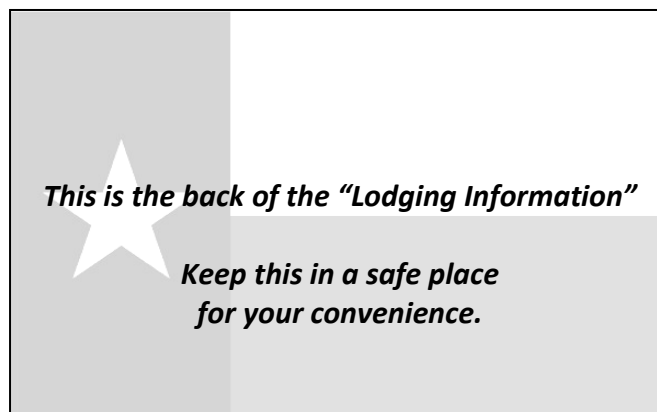 This is the back of the “Lodging Information”
Keep this in a safe place
for your convenience.